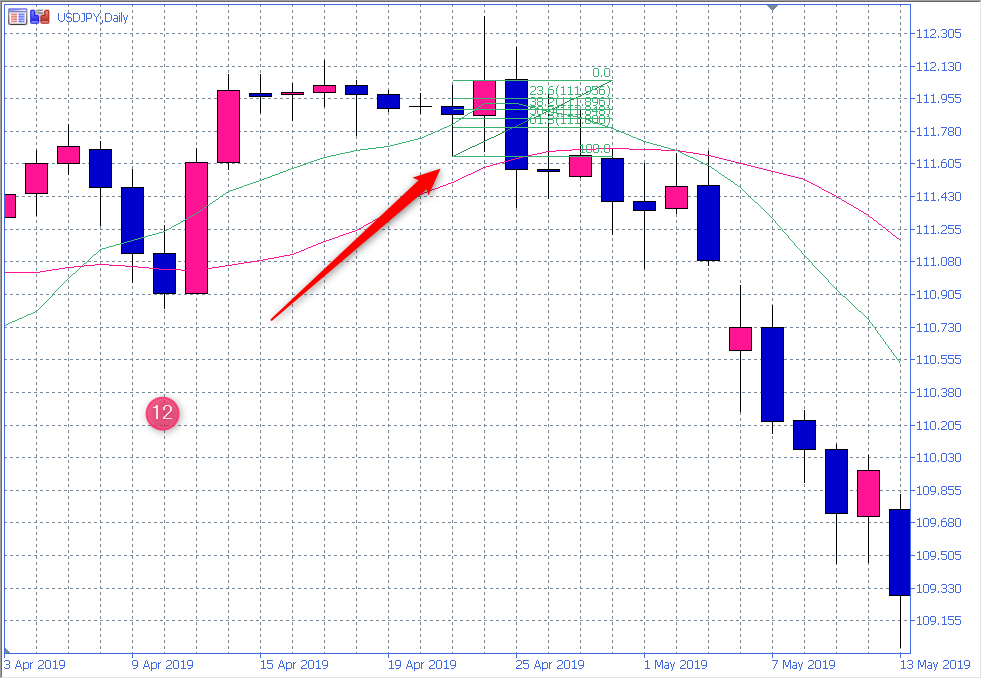 USDJPY,Daily
112.305
112.130
111.955
111.780
111.605
111.430
111.255
111.080
110.905
110.730
110.555
110.380
110.205
110.030
109.855
109.680
109.505
109.330
109.155
0.0
23.6(111.956)
100.0
12
3 Apr 2019
9 Apr 2019
15 Apr 2019
19 Apr 2019
25 Apr 2019
1 May 2019
7 May 2019
13 May 2019